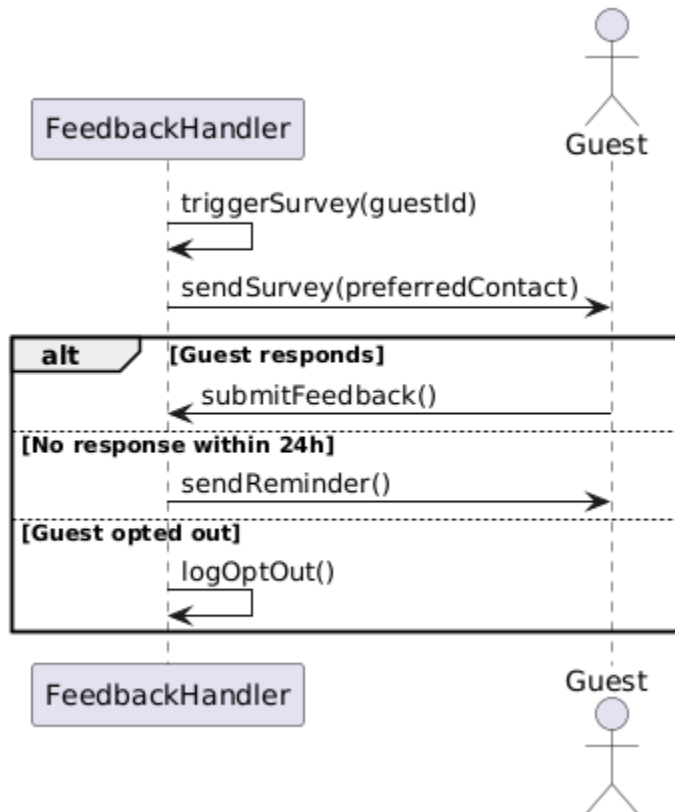 Guest
FeedbackHandler
triggerSurvey(guestId)
sendSurvey(preferredContact)
alt [Guest responds]
submitFeedback()
[No response within 24h]
sendReminder()
[Guest opted out]
logOptOut()
FeedbackHandler
Guest